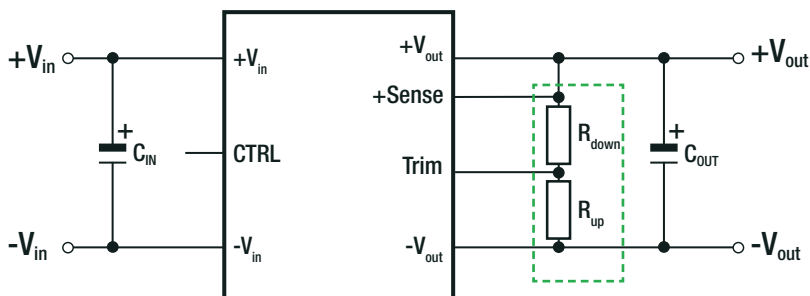 +Vin
+
CIN
-Vin
+Vin
CTRL
-Vin
+Vout
+Sense
Trim
-Vout
Rdown
Rup
+
COUT
+Vout
-Vout